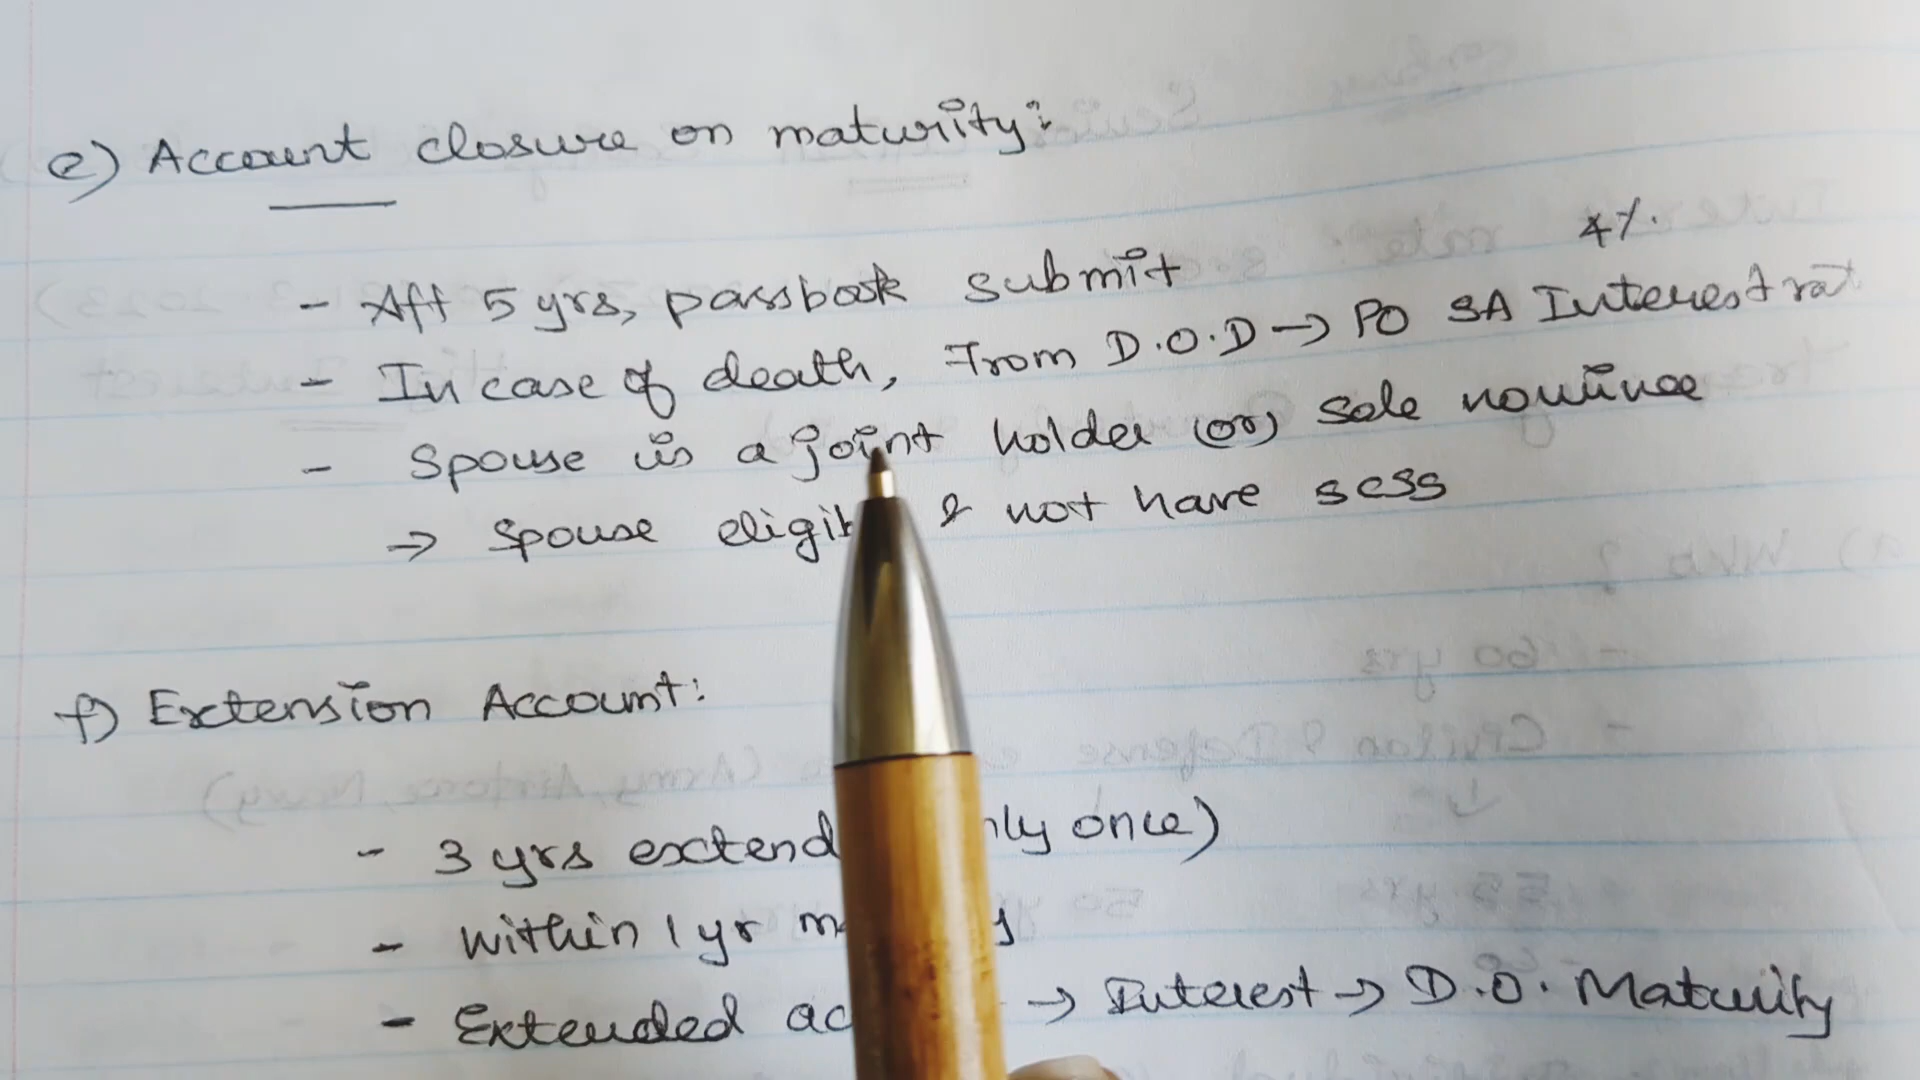 e) Account closure on maturity:
- Aft 5 yrs, passbook submit
4%.
- In case of death, From D.O.D → PO SA Interest rat
- Spouse is a joint holder (or) sole nominee
→ Spouse & not have scss
f) Extension Account:
- 3 yrs extend once)
- within 1 yr
- Extended → Interest → D.O. Maturity